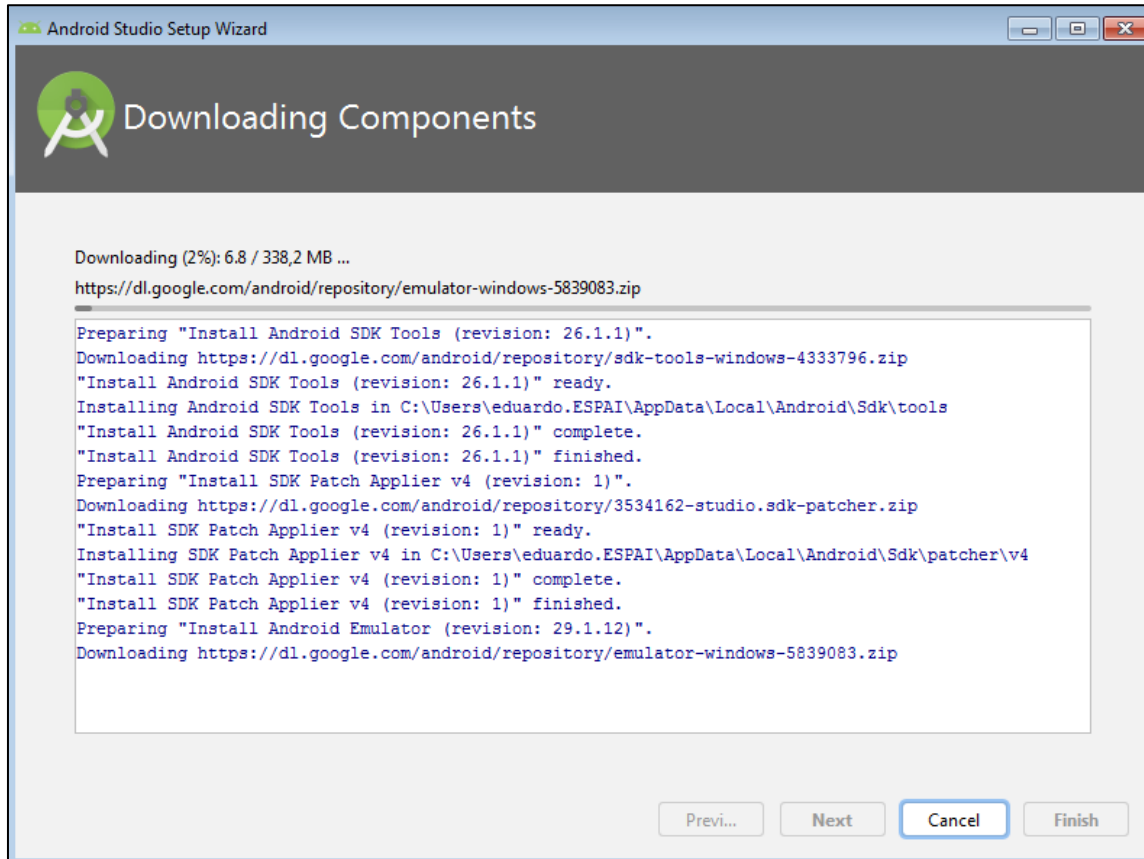 Android Studio Setup Wizard
Downloading Components
Downloading (2%): 6.8 / 338,2 MB ...
https://dl.google.com/android/repository/emulator-windows-5839083.zip
Preparing "Install Android SDK Tools (revision: 26.1.1)".
Downloading https://dl.google.com/android/repository/sdk-tools-windows-4333796.zip
"Install Android SDK Tools (revision: 26.1.1)" ready.
Installing Android SDK Tools in C:\Users\eduardo.ESPAI\AppData\Local\Android\Sdk\tools
"Install Android SDK Tools (revision: 26.1.1)" complete.
"Install Android SDK Tools (revision: 26.1.1)" finished.
Preparing "Install SDK Patch Applier v4 (revision: 1)".
Downloading https://dl.google.com/android/repository/3534162-studio.sdk-patcher.zip
"Install SDK Patch Applier v4 (revision: 1)" ready.
Installing SDK Patch Applier v4 in C:\Users\eduardo.ESPAI\AppData\Local\Android\Sdk\patcher\v4
"Install SDK Patch Applier v4 (revision: 1)" complete.
"Install SDK Patch Applier v4 (revision: 1)" finished.
Preparing "Install Android Emulator (revision: 29.1.12)".
Downloading https://dl.google.com/android/repository/emulator-windows-5839083.zip
Previ... Next Cancel Finish